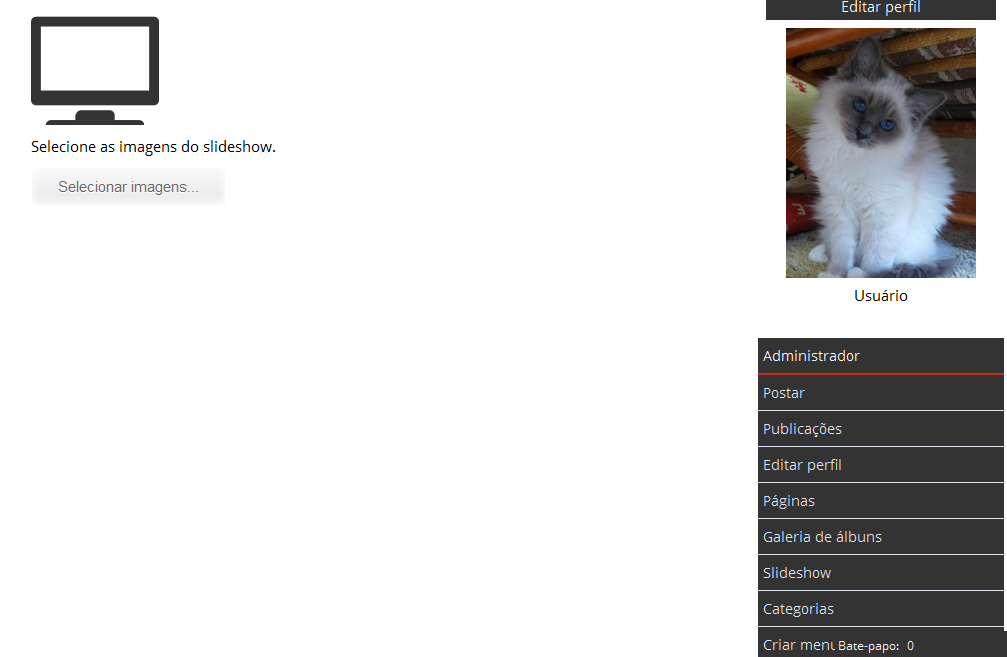 Editar perfil
Selecione as imagens do slideshow.
Selecionar imagens...
Usuário
Administrador
Postar
Publicações
Editar perfil
Páginas
Galeria de álbuns
Slideshow
Categorias
Criar menu
Bate-papo: 0